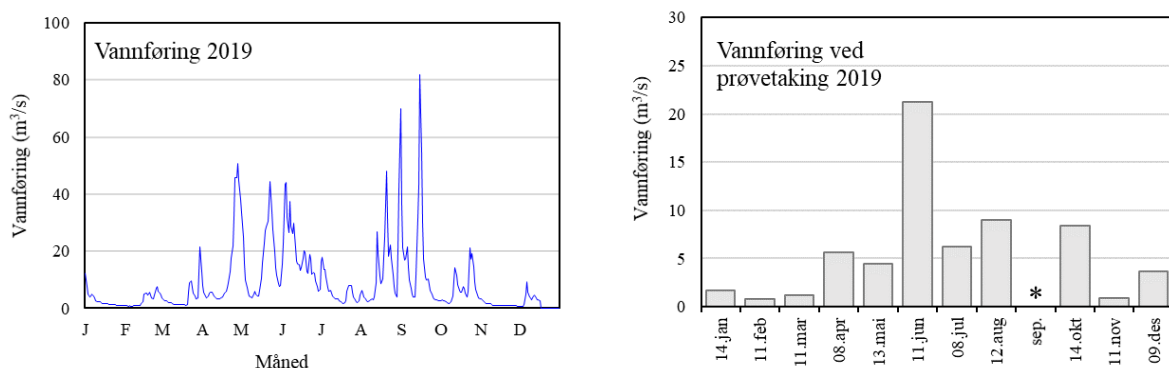 Vannføring 2019
Vannføring (m³/s)
100
80
60
40
20
0
J F M A M J J A S O N D
Måned
Vannføring ved
prøvetaking 2019
Vannføring (m³/s)
30
25
20
15
10
5
0
*
14.jan
11.feb
11.mar
08.apr
13.mai
11.jun
08.jul
12.aug
sep.
14.okt
11.nov
09.des